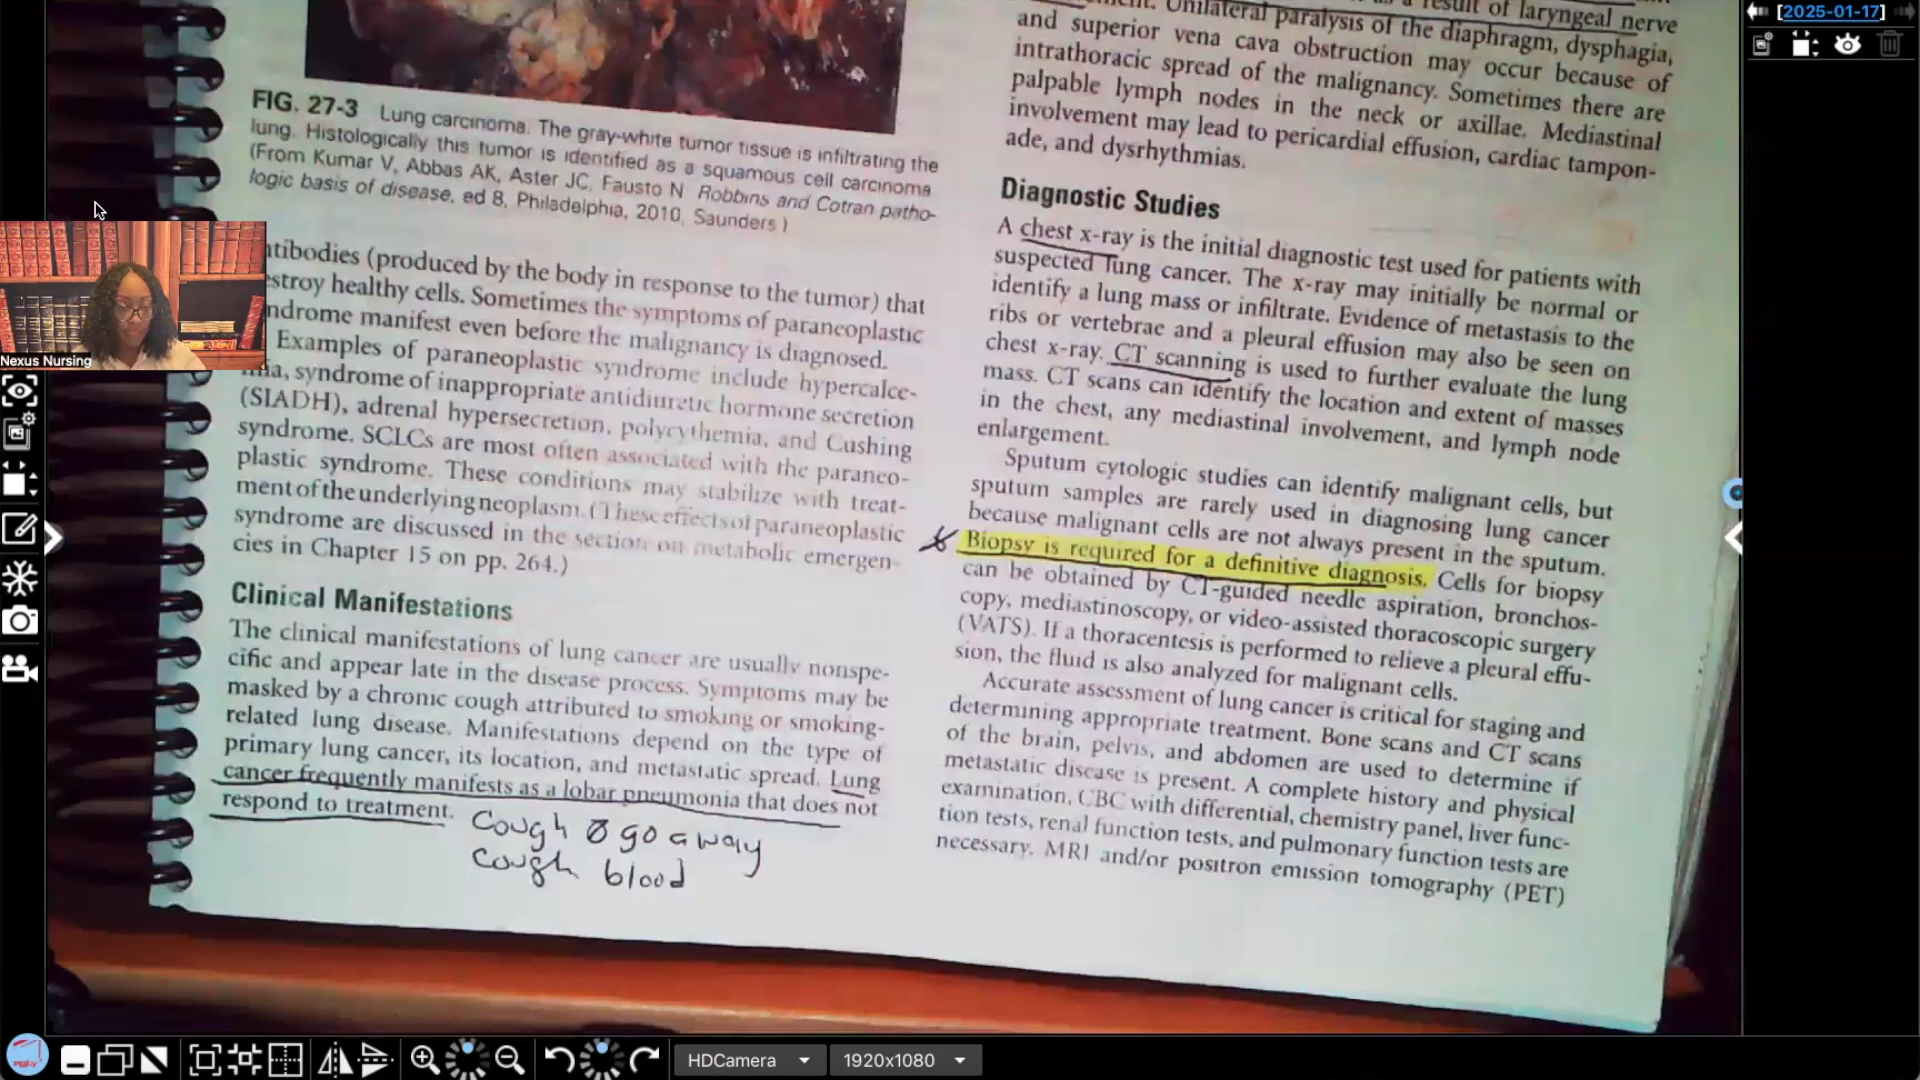 FIG. 27-3 Lung carcinoma. The gray-white tumor tissue is infiltrating the
lung. Histologically this tumor is identified as a squamous cell carcinoma.
(From Kumar V, Abbas AK, Aster JC, Fausto N Robbins and Cotran patho-
logic basis of disease, ed 8, Philadelphia, 2010, Saunders )
ntibodies (produced by the body in response to the tumor) that
estroy healthy cells. Sometimes the symptoms of paraneoplastic
ndrome manifest even before the malignancy is diagnosed.
Examples of paraneoplastic syndrome include hypercalce-
mia, syndrome of inappropriate antidiuretic hormone secretion
(SIADH), adrenal hypersecretion, polycythemia, and Cushing
syndrome. SCLCs are most often associated with the paraneo-
plastic syndrome. These conditions may stabilize with treat-
ment of the underlying neoplasm. (These effects of paraneoplastic
syndrome are discussed in the section on metabolic emergen-
cies in Chapter 15 on pp. 264.)
Clinical Manifestations
The clinical manifestations of lung cancer are usually nonspe-
cific and appear late in the disease process. Symptoms may be
masked by a chronic cough attributed to smoking or smoking-
related lung disease. Manifestations depend on the type of
primary lung cancer, its location, and metastatic spread. Lung
cancer frequently manifests as a lobar pneumonia that does not
respond to treatment.
Cough Ø go away
Cough blood
result of laryngeal nerve
Unilateral paralysis of the diaphragm, dysphagia,
and superior vena cava obstruction may occur because of
intrathoracic spread of the malignancy. Sometimes there are
palpable lymph nodes in the neck or axillae. Mediastinal
involvement may lead to pericardial effusion, cardiac tampon-
ade, and dysrhythmias.
Diagnostic Studies
A chest x-ray is the initial diagnostic test used for patients with
suspected lung cancer. The x-ray may initially be normal or
identify a lung mass or infiltrate. Evidence of metastasis to the
ribs or vertebrae and a pleural effusion may also be seen on
chest x-ray. CT scanning is used to further evaluate the lung
mass. CT scans can identify the location and extent of masses
in the chest, any mediastinal involvement, and lymph node
enlargement.
Sputum cytologic studies can identify malignant cells, but
sputum samples are rarely used in diagnosing lung cancer
because malignant cells are not always present in the sputum.
Biopsy is required for a definitive diagnosis. Cells for biopsy
can be obtained by CT-guided needle aspiration, bronchos-
copy, mediastinoscopy, or video-assisted thoracoscopic surgery
(VATS). If a thoracentesis is performed to relieve a pleural effu-
sion, the fluid is also analyzed for malignant cells.
Accurate assessment of lung cancer is critical for staging and
determining appropriate treatment. Bone scans and CT scans
of the brain, pelvis, and abdomen are used to determine if
metastatic disease is present. A complete history and physical
examination, CBC with differential, chemistry panel, liver func-
tion tests, renal function tests, and pulmonary function tests are
necessary. MRI and/or positron emission tomography (PET)
Nexus Nursing
[2025-01-17]
HDCamera
1920x1080